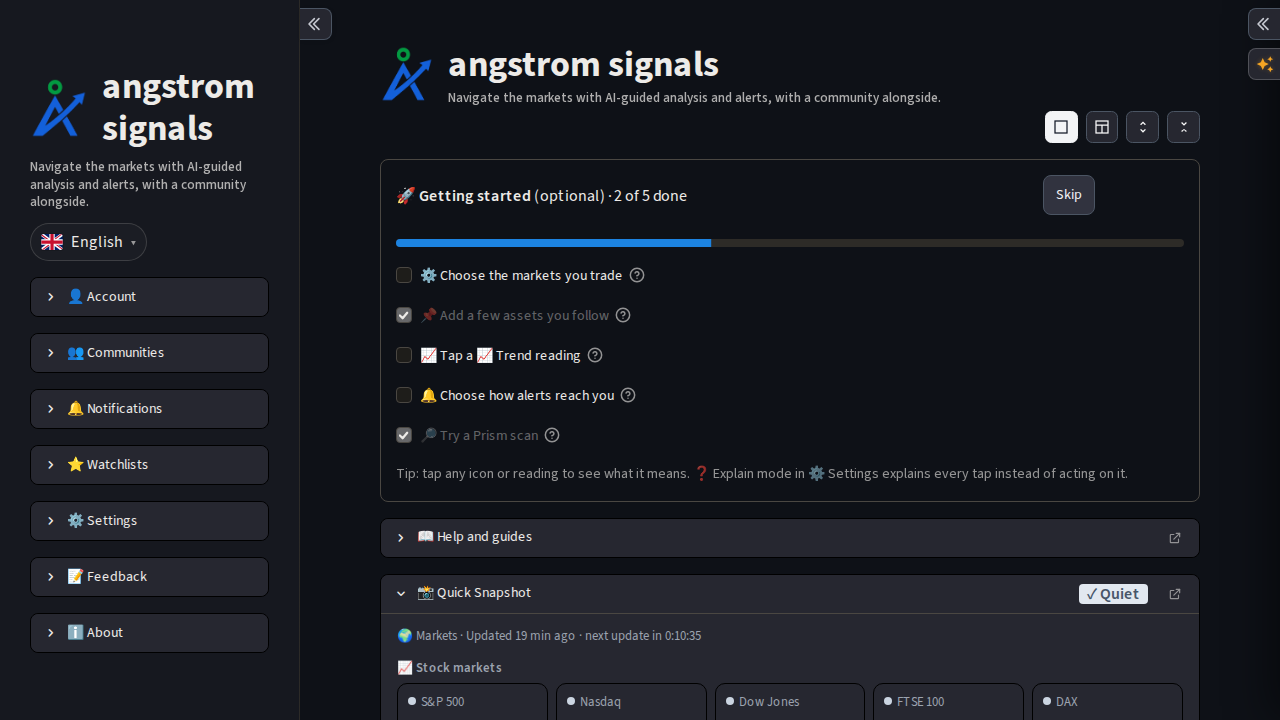 angstrom
signals
Navigate the markets with AI-guided
analysis and alerts, with a community
alongside.
English
Account
Communities
Notifications
Watchlists
Settings
Feedback
About
angstrom signals
Navigate the markets with AI-guided analysis and alerts, with a community alongside.
🚀 Getting started (optional) · 2 of 5 done
Skip
⚙️ Choose the markets you trade
📌 Add a few assets you follow
📈 Tap a 📈 Trend reading
🔔 Choose how alerts reach you
🔎 Try a Prism scan
Tip: tap any icon or reading to see what it means. ❓ Explain mode in ⚙️ Settings explains every tap instead of acting on it.
📖 Help and guides
📸 Quick Snapshot
✓ Quiet
🌍 Markets · Updated 19 min ago · next update in 0:10:35
📈 Stock markets
S&P 500
Nasdaq
Dow Jones
FTSE 100
DAX